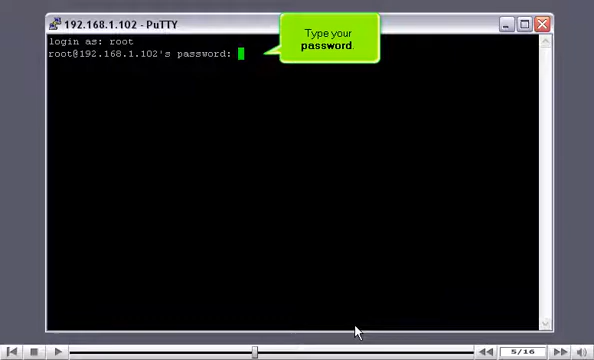 192.168.1.102 - PuTTY
login as: root
root@192.168.1.102's password:
Type your
password.
5/16